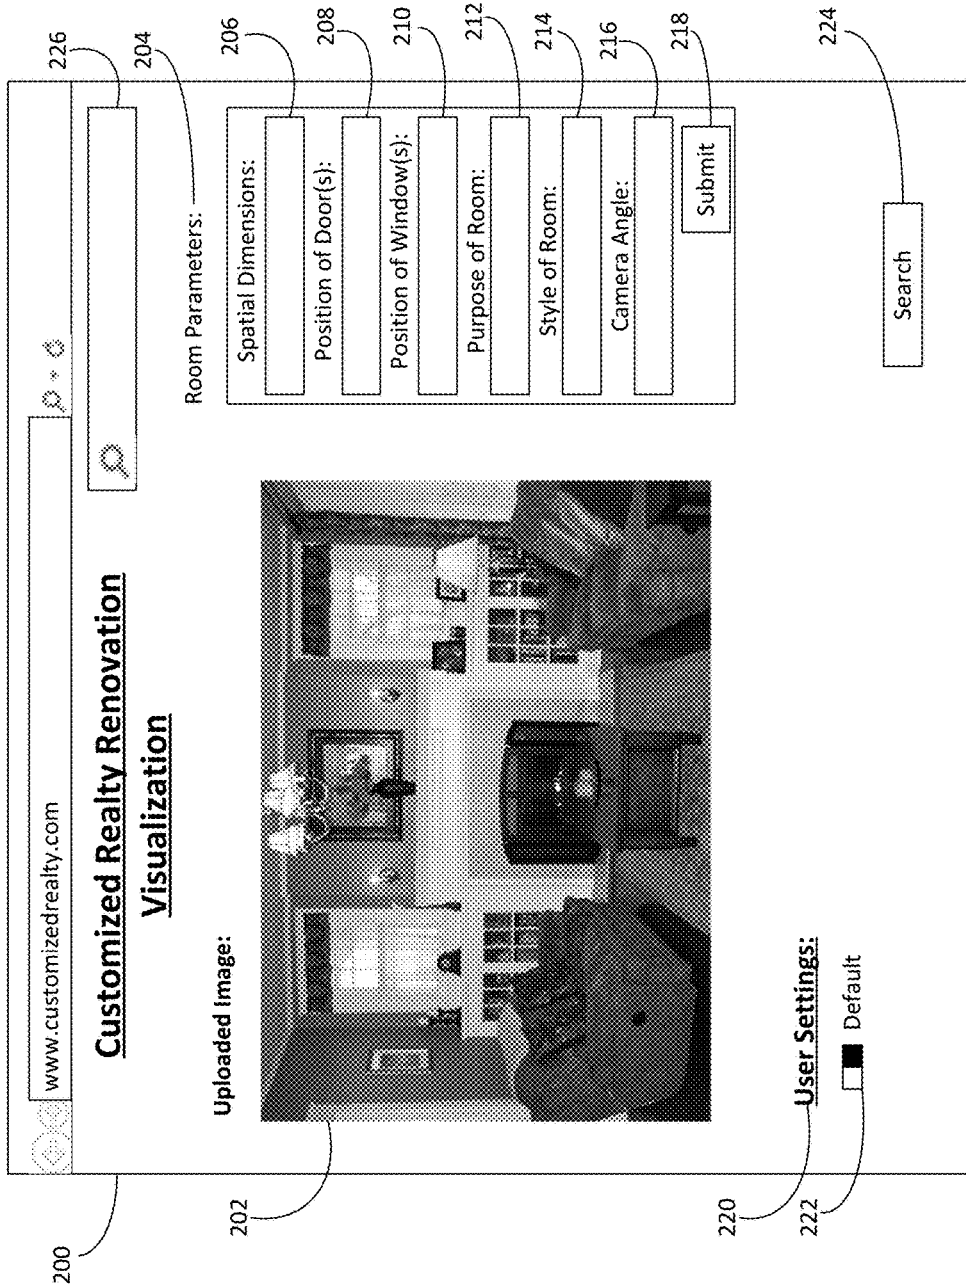 www.customizedrealty.com
Customized Realty Renovation
Visualization
226
204
Uploaded Image:
Room Parameters:
Spatial Dimensions:
206
Position of Door(s):
208
Position of Window(s):
210
Purpose of Room:
212
Style of Room:
214
Camera Angle:
216
Submit
218
User Settings:
Default
Search
224
200
202
220
222